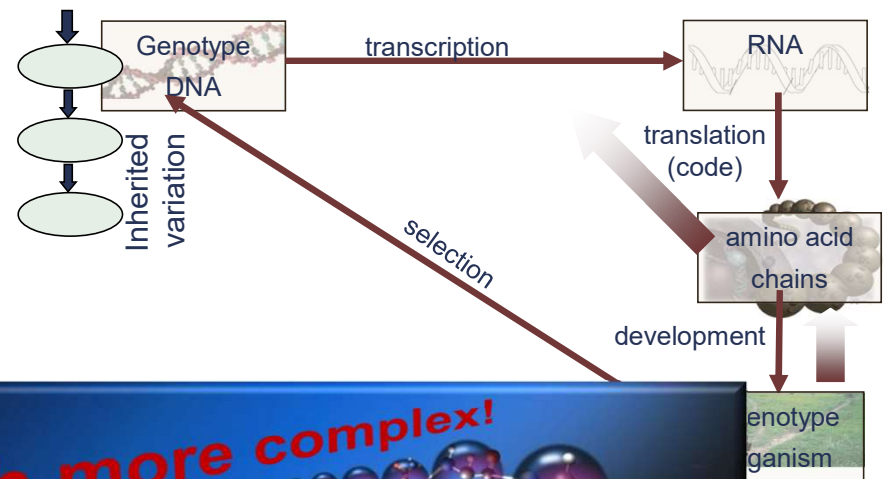 Genotype
DNA
transcription
RNA
translation
(code)
Inherited
variation
selection
amino acid
chains
development
more complex!
enotype
ganism